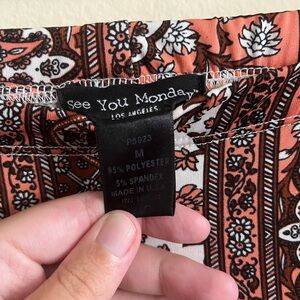 See You Monday
LOS ANGELES
P5023
M
95% POLYESTER
5% SPANDEX
MADE IN U.S.A